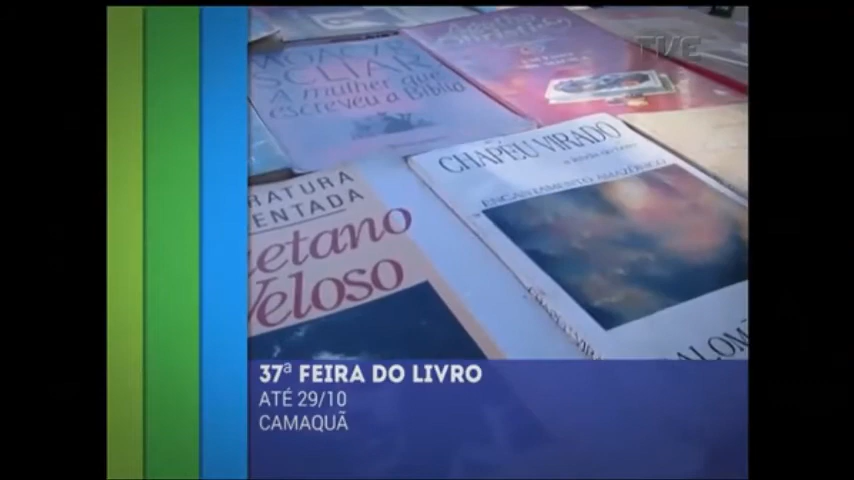 TVE
MOACYR
SCLIAR
A mulher que
escreveu a Bíblia
CHAPÉU VIRADO
ENCANTAMENTO AMAZÔNICO
RATURA
ENTADA
etano
Veloso
37ª FEIRA DO LIVRO
ATÉ 29/10
CAMAQUÃ